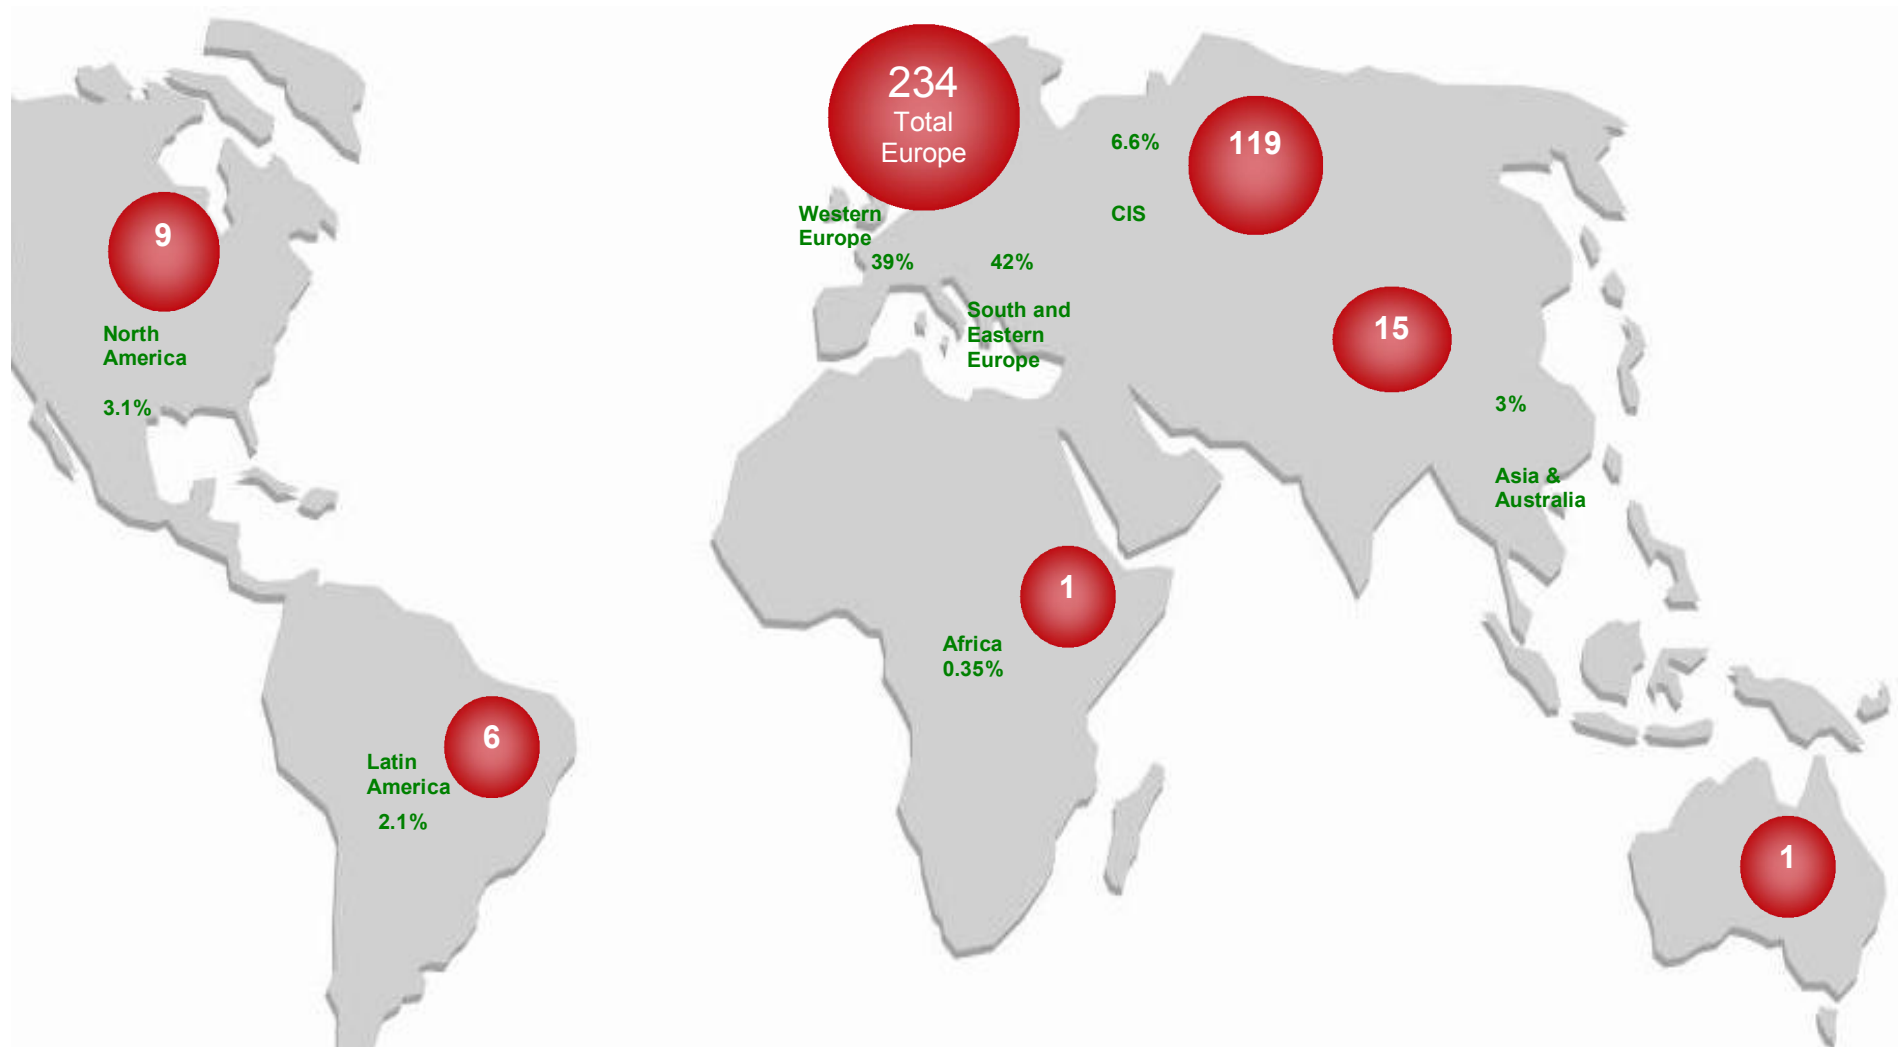 234
Total
Europe
6.6%
119
CIS
Western
Europe
39%
42%
9
South and
Eastern
Europe
15
North
America
3.1%
3%
Asia &
Australia
1
Africa
0.35%
6
Latin
America
2.1%
1